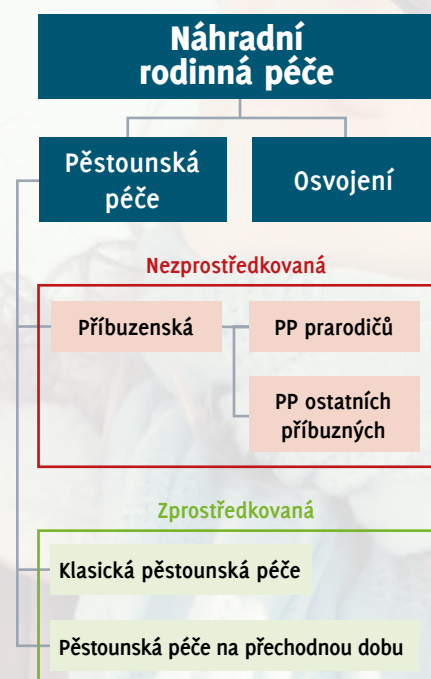 Náhradní
rodinná péče
Pěstounská
péče
Osvojení
Nezprostředkovaná
Příbuzenská
PP prarodičů
PP ostatních
příbuzných
Zprostředkovaná
Klasická pěstounská péče
Pěstounská péče na přechodnou dobu